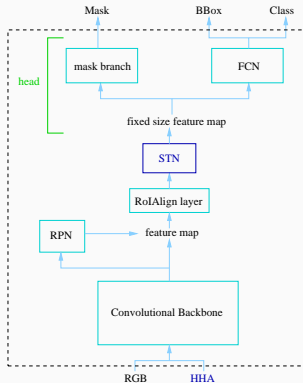 Mask BBox Class
mask branch FCN
head
fixed size feature map
STN
RoIAlign layer
RPN feature map
Convolutional Backbone
RGB HHA